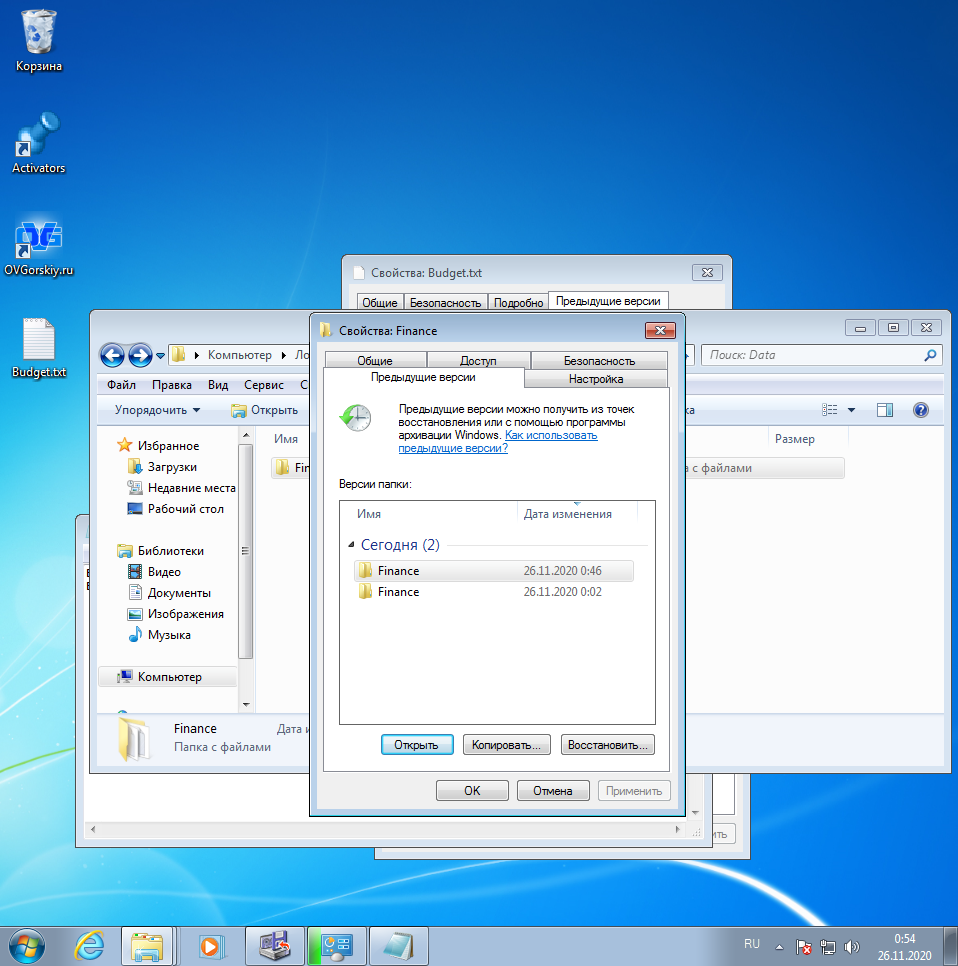 Корзина
Activators
OVGorskiy.ru
Budget.txt
Свойства: Budget.txt
Общие Безопасность Подробно Предыдущие версии
Компьютер Ло
Поиск: Data
Файл Правка Вид Сервис С
Упорядочить Открыть
Имя
Размер
Fin
с файлами
Избранное
Загрузки
Недавние места
Рабочий стол
Библиотеки
Видео
Документы
Изображения
Музыка
Компьютер
Finance Дата и
Папка с файлами
Свойства: Finance
Общие Доступ Безопасность
Предыдущие версии Настройка
Предыдущие версии можно получить из точек
восстановления или с помощью программы
архивации Windows. Как использовать
предыдущие версии?
Версии папки:
Имя Дата изменения
Сегодня (2)
Finance 26.11.2020 0:46
Finance 26.11.2020 0:02
Открыть Копировать... Восстановить...
OK Отмена Применить
ить
RU
0:54
26.11.2020